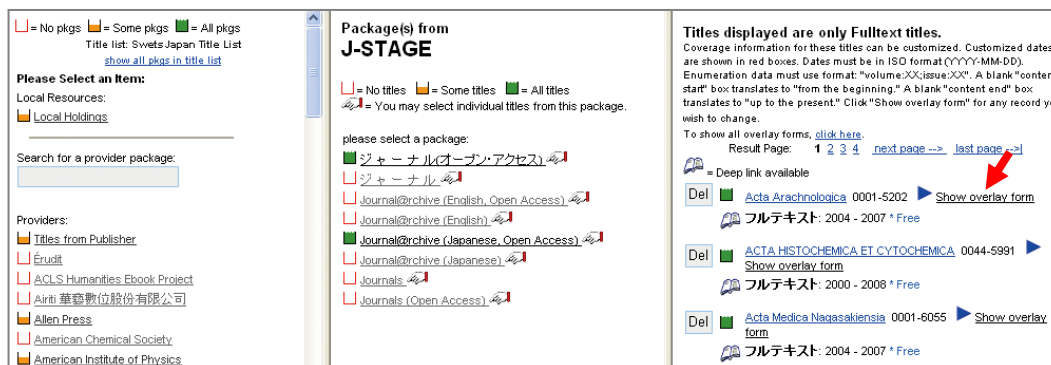 = No pkgs = Some pkgs = All pkgs
Title list: Swets Japan Title List
show all pkgs in title list
Please Select an Item:
Local Resources:
Local Holdings
Search for a provider package:
Providers:
Titles from Publisher
Érudit
ACLS Humanities Ebook Project
Airiti 華藝數位股份有限公司
Allen Press
American Chemical Society
American Institute of Physics
Package(s) from
J-STAGE
= No titles = Some titles = All titles
= You may select individual titles from this package.
please select a package:
ジャーナル(オープン・アクセス)
ジャーナル
Journal@rchive (English, Open Access)
Journal@rchive (English)
Journal@rchive (Japanese, Open Access)
Journal@rchive (Japanese)
Journals
Journals (Open Access)
Titles displayed are only Fulltext titles.
Coverage information for these titles can be customized. Customized dates
are shown in red boxes. Dates must be in ISO format (YYYY-MM-DD).
Enumeration data must use format: "volume:XX;issue:XX". A blank "conten
start" box translates to "from the beginning." A blank "content end" box
translates to "up to the present." Click "Show overlay form" for any record yo
wish to change.
To show all overlay forms, click here.
Result Page: 1 2 3 4 next page --> last page -->|
= Deep link available
Del Acta Arachnologica 0001-5202 Show overlay form
フルテキスト: 2004 - 2007 * Free
Del ACTA HISTOCHEMICA ET CYTOCHEMICA 0044-5991
Show overlay form
フルテキスト: 2000 - 2008 * Free
Del Acta Medica Nagasakiensia 0001-6055 Show overlay
form
フルテキスト: 2004 - 2007 * Free